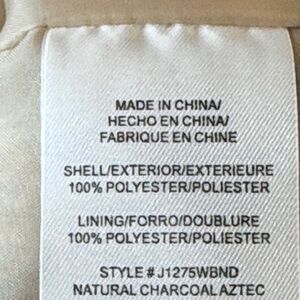 MADE IN CHINA/
HECHO EN CHINA/
FABRIQUE EN CHINE
SHELL/EXTERIOR/EXTERIEURE
100% POLYESTER/POLIESTER
LINING/FORRO/DOUBLURE
100% POLYESTER/POLIESTER
STYLE # J1275WBND
NATURAL CHARCOAL AZTEC